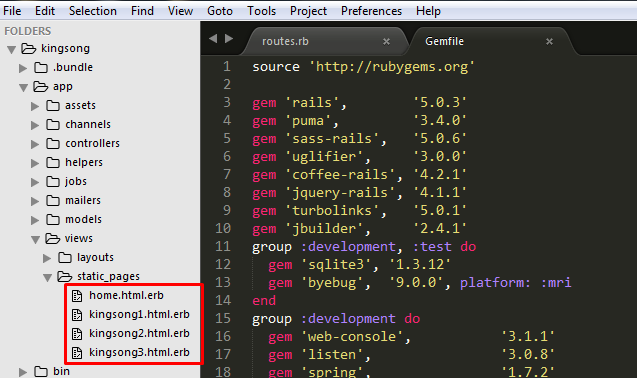 File Edit Selection Find View Goto Tools Project Preferences Help
FOLDERS
kingsong
.bundle
app
assets
channels
controllers
helpers
jobs
mailers
models
views
layouts
static_pages
home.html.erb
kingsong1.html.erb
kingsong2.html.erb
kingsong3.html.erb
bin
routes.rb × Gemfile ×
1 source 'http://rubygems.org'
2
3 gem 'rails', '5.0.3'
4 gem 'puma', '3.4.0'
5 gem 'sass-rails', '5.0.6'
6 gem 'uglifier', '3.0.0'
7 gem 'coffee-rails', '4.2.1'
8 gem 'jquery-rails', '4.1.1'
9 gem 'turbolinks', '5.0.1'
10 gem 'jbuilder', '2.4.1'
11 group :development, :test do
12 gem 'sqlite3', '1.3.12'
13 gem 'byebug', '9.0.0', platform: :mri
14 end
15 group :development do
16 gem 'web-console', '3.1.1'
17 gem 'listen', '3.0.8'
18 gem 'spring', '1.7.2'